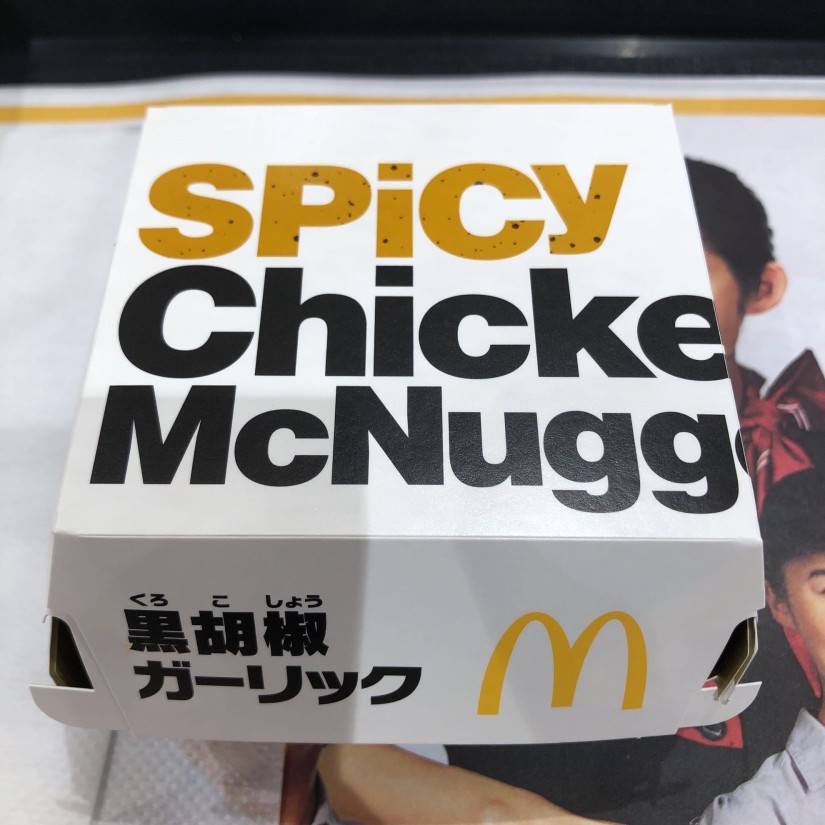 SPiCy
Chicke
McNugg
くろ こ しょう
黒胡椒
ガーリック